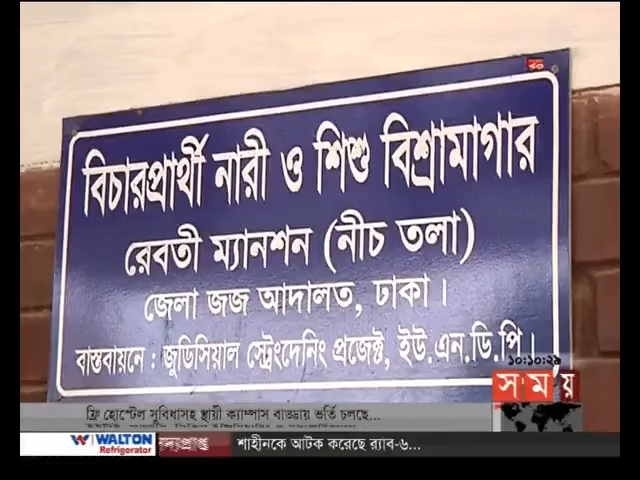 বিচারপ্রার্থী নারী ও শিশু বিশ্রামাগার
রেবতী ম্যানশন (নীচ তলা)
জেলা জজ আদালত, ঢাকা।
বাস্তবায়নে : জুডিসিয়াল স্ট্রেংদেনিং প্রজেক্ট, ইউ.এন.ডি.পি।
১০:১০:২৯
সময়
ফ্রি হোস্টেল সুবিধাসহ স্থায়ী ক্যাম্পাস বাড্ডায় ভর্তি চলছে...
WALTON
Refrigerator
শাহীনকে আটক করেছে র‌্যাব-৬...